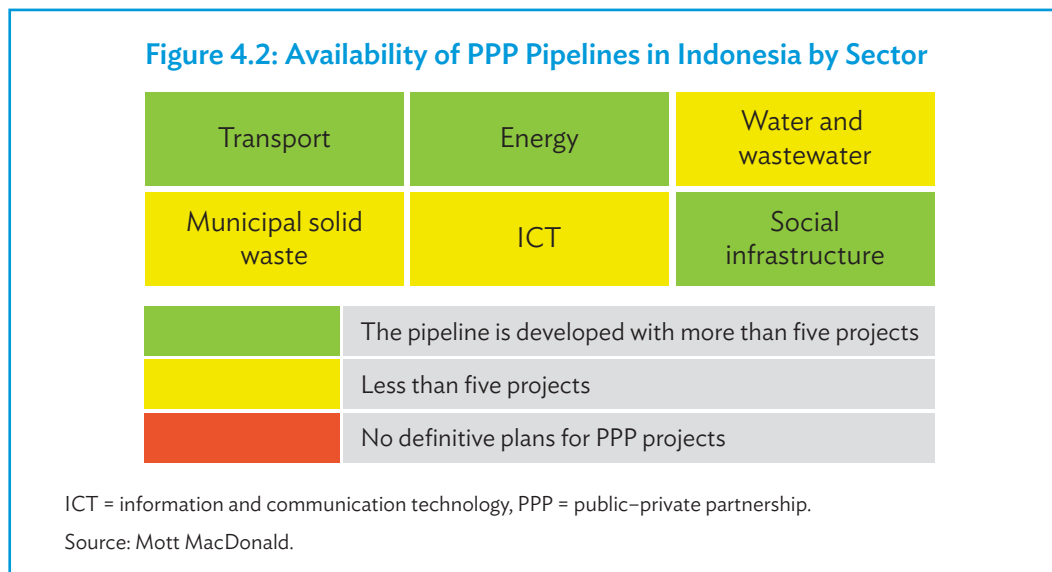 Figure 4.2: Availability of PPP Pipelines in Indonesia by Sector
Transport
Energy
Water and
wastewater
Municipal solid
waste
ICT
Social
infrastructure
The pipeline is developed with more than five projects
Less than five projects
No definitive plans for PPP projects
ICT = information and communication technology, PPP = public–private partnership.
Source: Mott MacDonald.